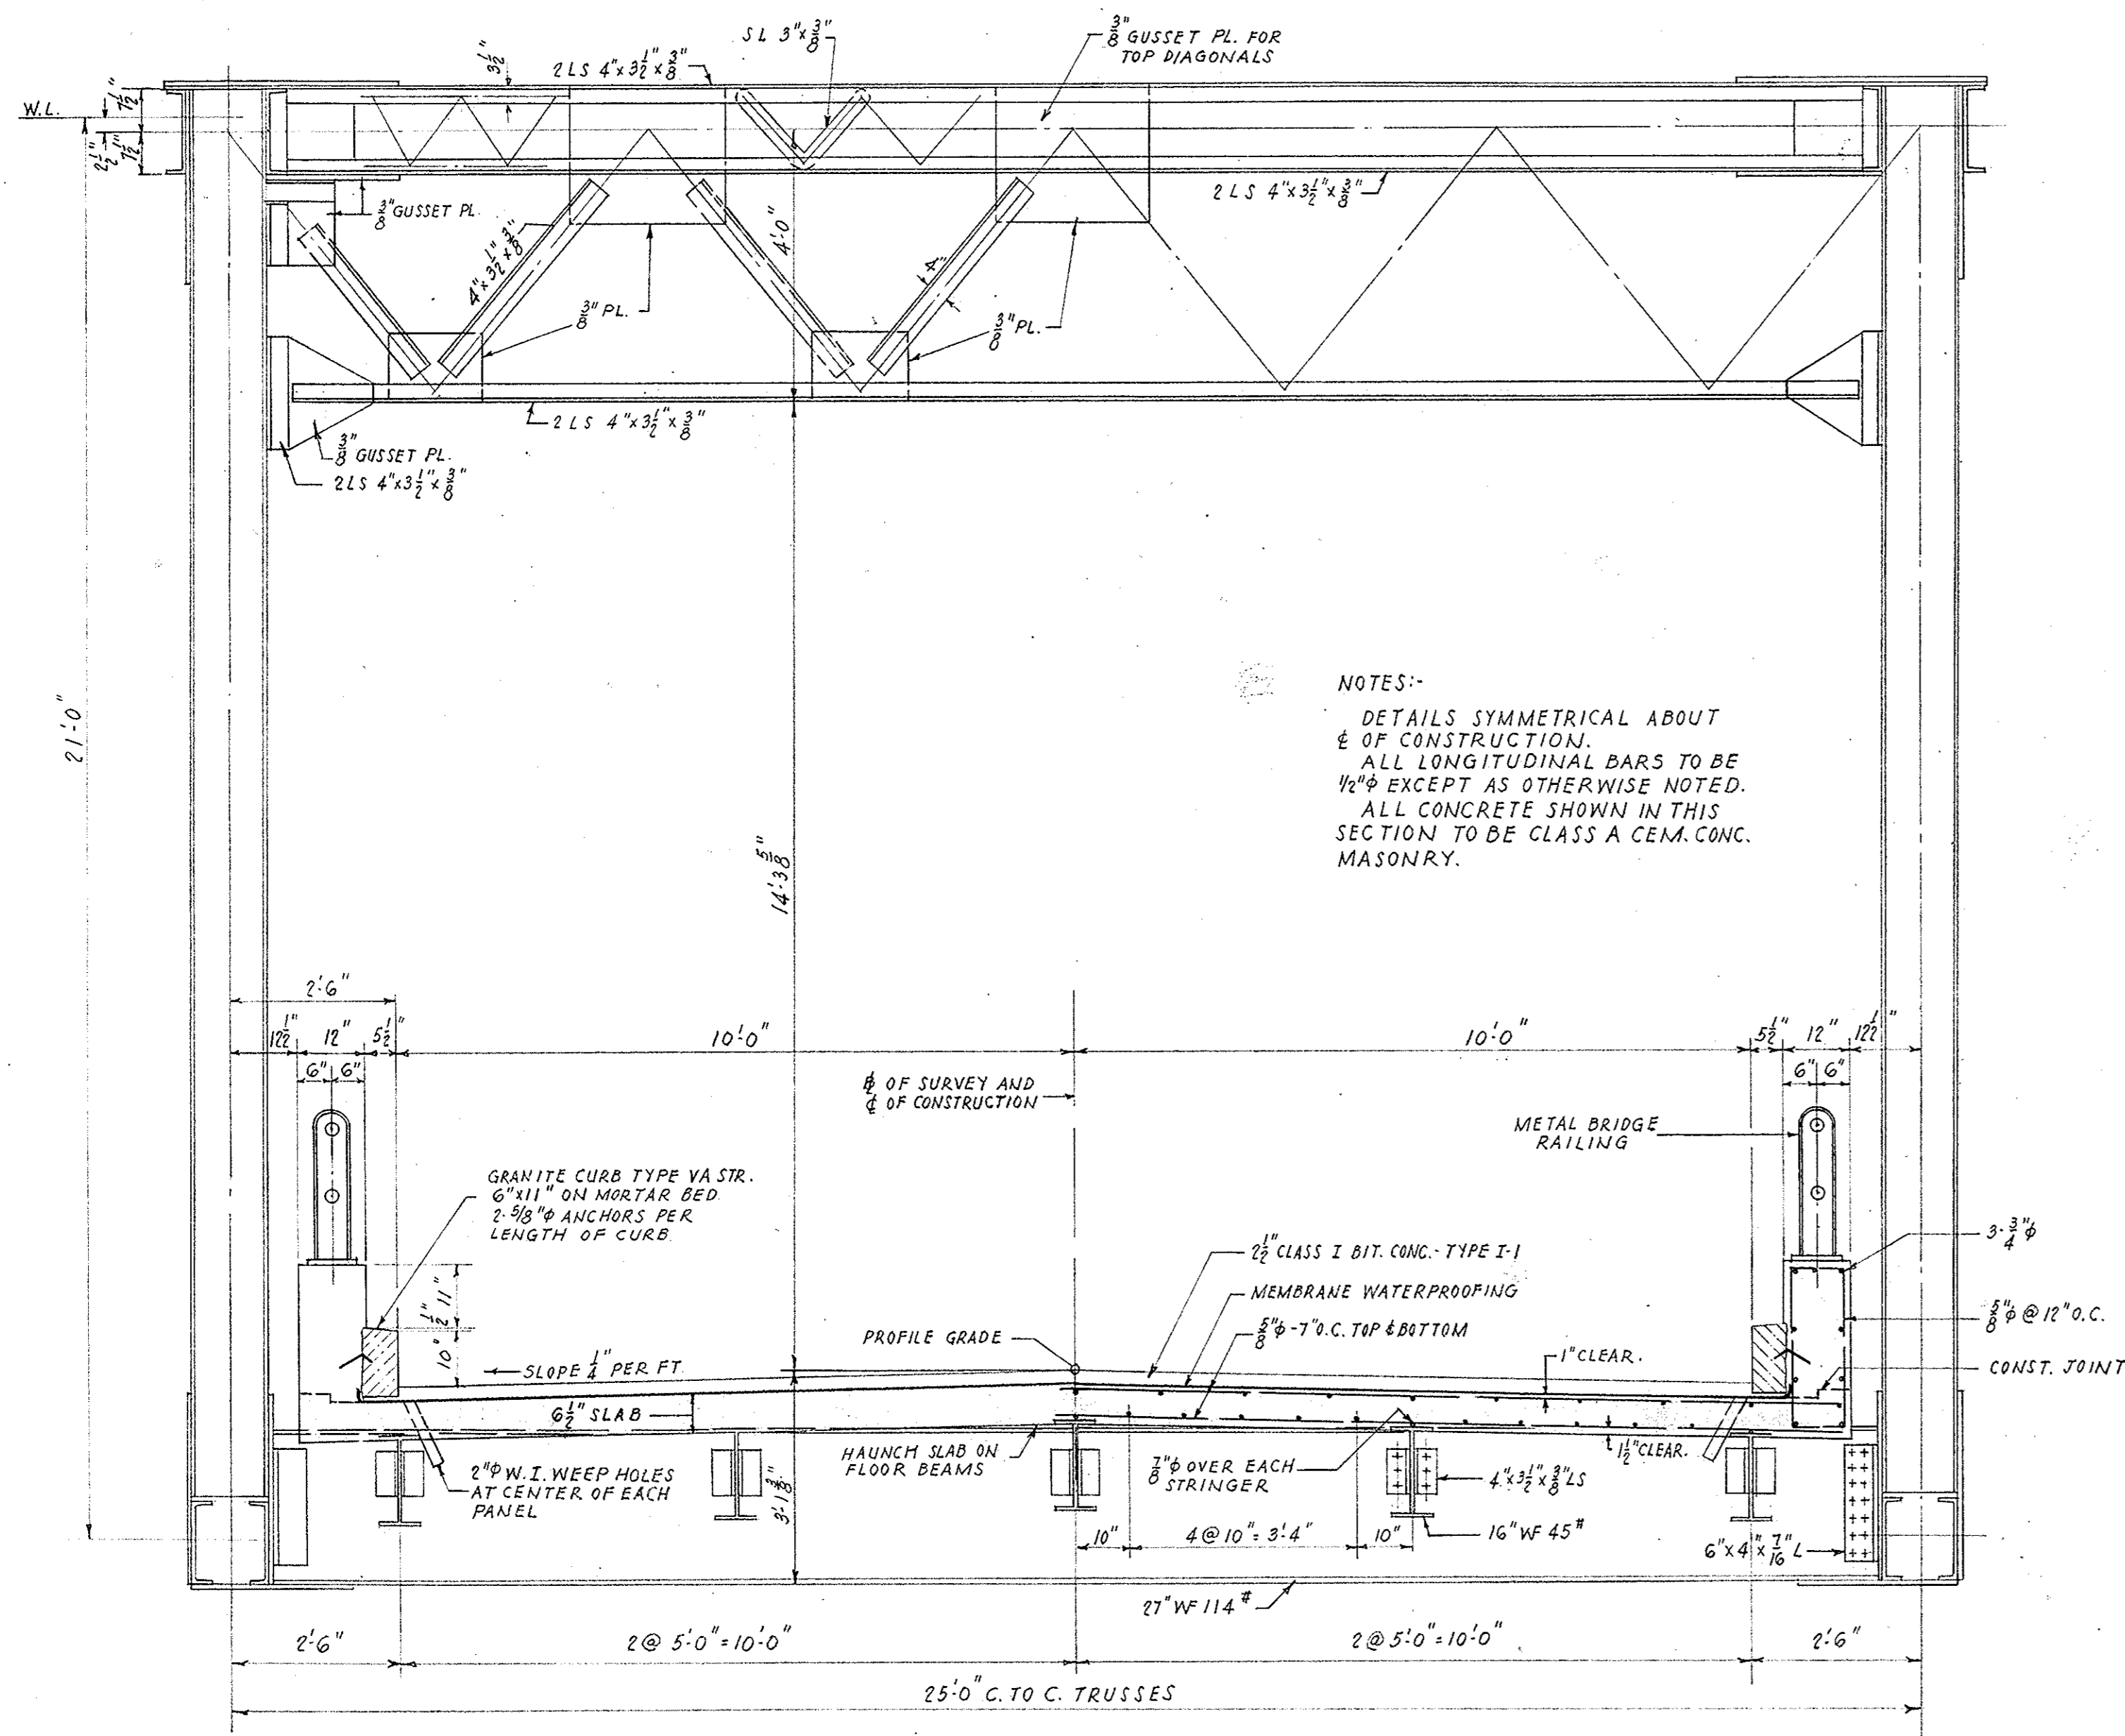 SL 3"x3/8"
3/8" GUSSET PL. FOR
TOP DIAGONALS
3 1/2"
2 LS 4"x3 1/2"x3/8"
W.L.
7 1/2"
2 1/2"
7 1/2"
3/8" GUSSET PL.
2 LS 4"x3 1/2"x3/8"
4"x3 1/2"x3/8"
4'-0"
4"
3/8" PL.
3/8" PL.
2 LS 4"x3 1/2"x3/8"
3/8" GUSSET PL.
2 LS 4"x3 1/2"x3/8"
21'-0"
NOTES:-
DETAILS SYMMETRICAL ABOUT
℄ OF CONSTRUCTION.
ALL LONGITUDINAL BARS TO BE
1/2"φ EXCEPT AS OTHERWISE NOTED.
ALL CONCRETE SHOWN IN THIS
SECTION TO BE CLASS A CEM. CONC.
MASONRY.
14'-3 5/8"
2'-6"
12 1/2" 12" 5 1/2" 10'-0" 10'-0" 5 1/2" 12" 12 1/2"
6" 6" 6" 6"
OF SURVEY AND
℄ OF CONSTRUCTION
METAL BRIDGE
RAILING
GRANITE CURB TYPE VA STR.
6"x11" ON MORTAR BED.
2-5/8"φ ANCHORS PER
LENGTH OF CURB
3-3/4"φ
2 1/2" CLASS I BIT. CONC.- TYPE I-1
MEMBRANE WATERPROOFING
5/8"φ-7"O.C. TOP & BOTTOM
11 1/2"
10"
5/8"φ @ 12" O.C.
PROFILE GRADE
1" CLEAR.
SLOPE 1/4" PER FT.
CONST. JOINT
6 1/2" SLAB
HAUNCH SLAB ON
FLOOR BEAMS
1 1/2" CLEAR.
2"φ W.I. WEEP HOLES
AT CENTER OF EACH
PANEL
3'-1 3/8"
7/8"φ OVER EACH
STRINGER
4"x3 1/2"x3/8" LS
10" 4 @ 10" = 3'-4" 10"
16" WF 45#
6"x4"x7/16" L
27" WF 114#
2'-6" 2 @ 5'-0"=10'-0" 2 @ 5'-0"=10'-0" 2'-6"
25'-0" C. TO C. TRUSSES